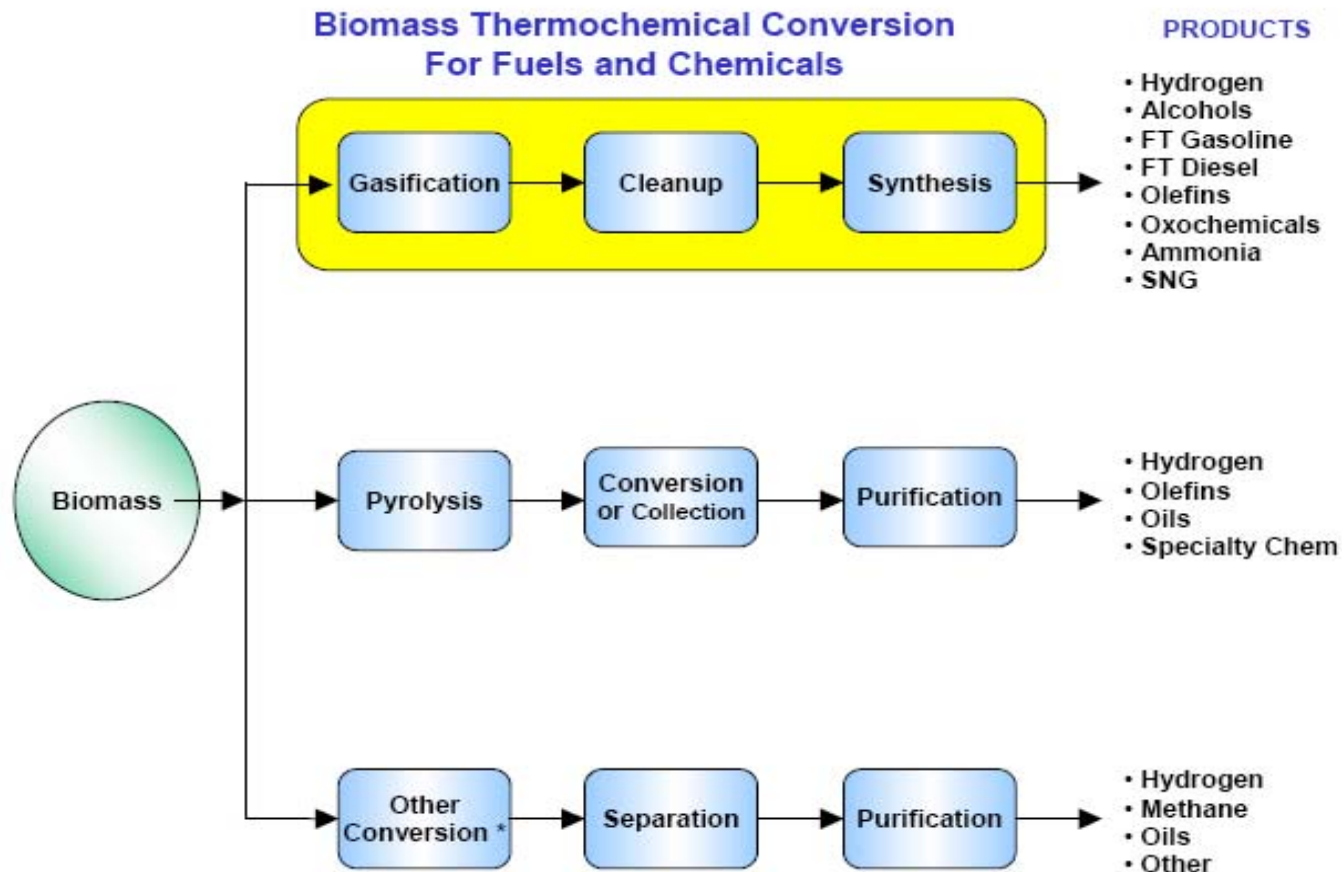 Biomass Thermochemical Conversion
For Fuels and Chemicals
PRODUCTS
Gasification
Cleanup
Synthesis
• Hydrogen
• Alcohols
• FT Gasoline
• FT Diesel
• Olefins
• Oxochemicals
• Ammonia
• SNG
Biomass
Pyrolysis
Conversion
or Collection
Purification
• Hydrogen
• Olefins
• Oils
• Specialty Chem
Other
Conversion *
Separation
Purification
• Hydrogen
• Methane
• Oils
• Other